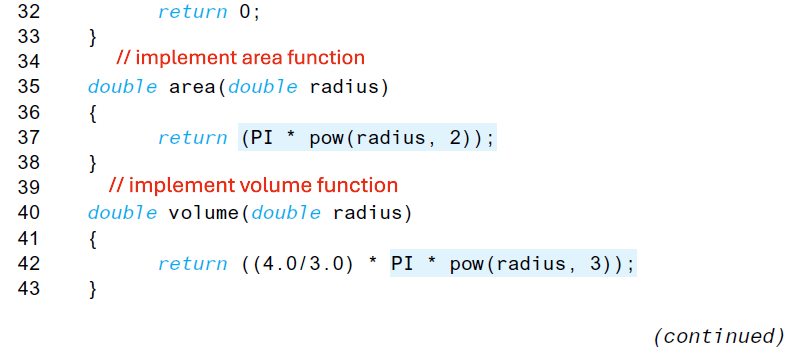 32 return 0;
33 }
34 // implement area function
35 double area(double radius)
36 {
37 return (PI * pow(radius, 2));
38 }
39 // implement volume function
40 double volume(double radius)
41 {
42 return ((4.0/3.0) * PI * pow(radius, 3));
43 }
(continued)